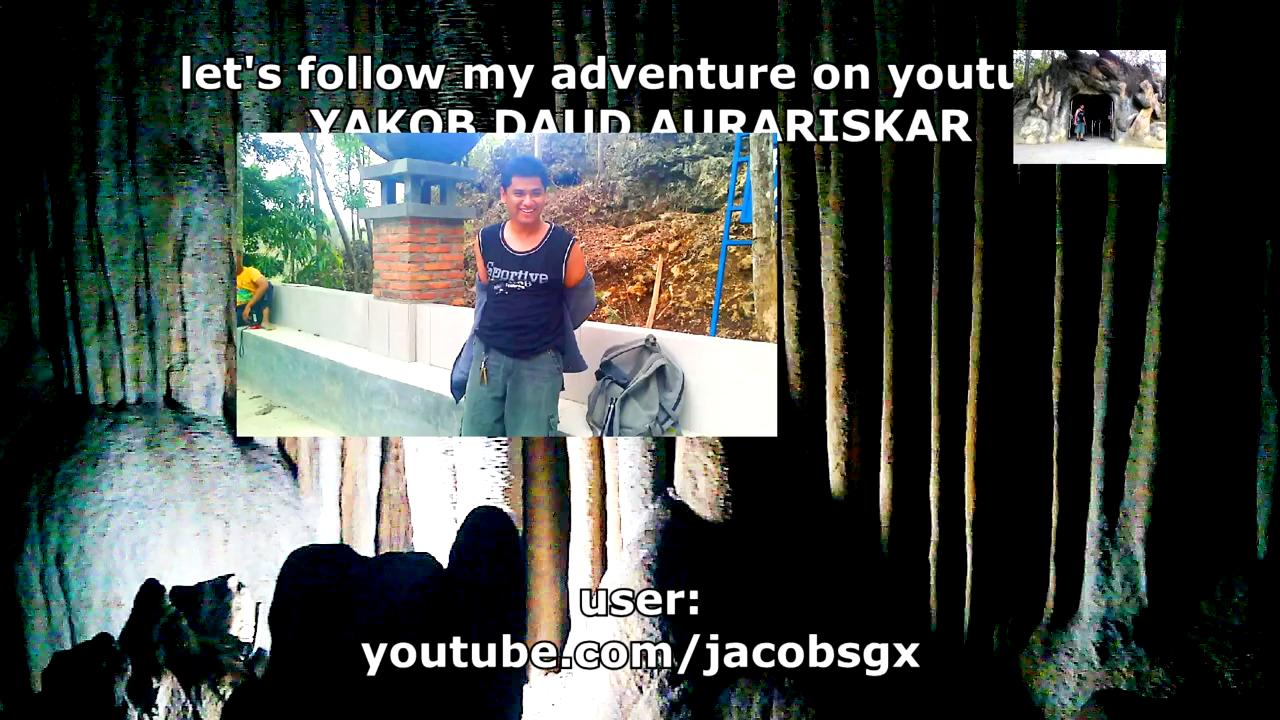 let's follow my adventure on youtu
YAKOB DAUD AURARISKAR
Sportive
user:
youtube.com/jacobsgx